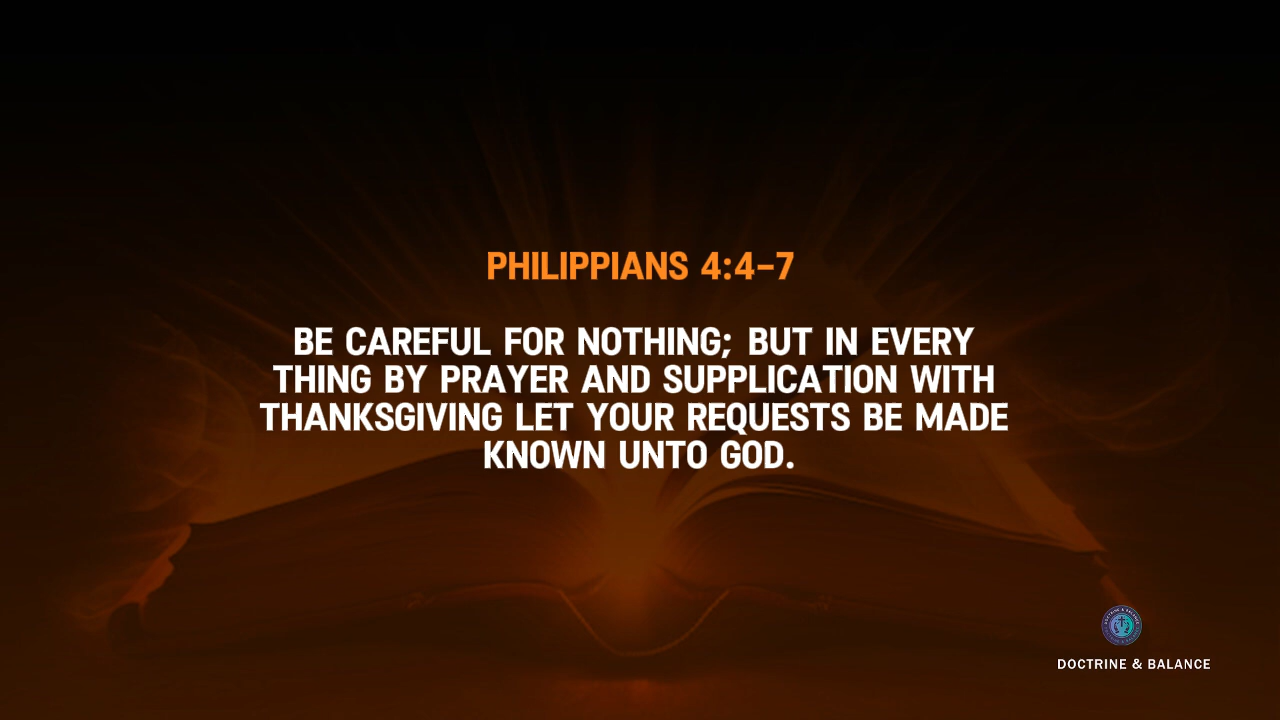 PHILIPPIANS 4:4–7
BE CAREFUL FOR NOTHING; BUT IN EVERY
THING BY PRAYER AND SUPPLICATION WITH
THANKSGIVING LET YOUR REQUESTS BE MADE
KNOWN UNTO GOD.
DOCTRINE & BALANCE